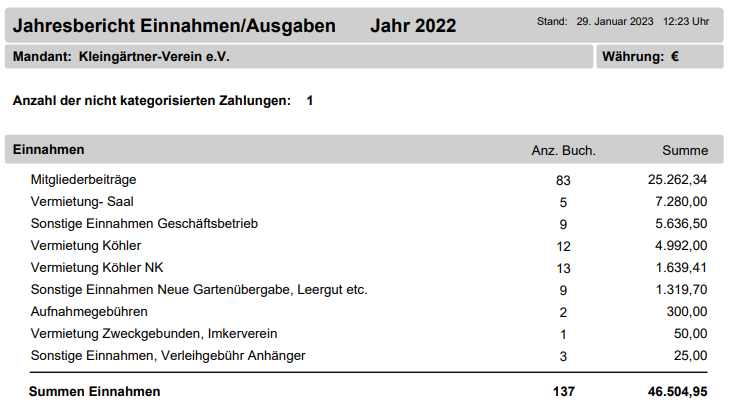 Jahresbericht Einnahmen/Ausgaben Jahr 2022 Stand: 29. Januar 2023 12:23 Uhr
Mandant: Kleingärtner-Verein e.V. Währung: €
Anzahl der nicht kategorisierten Zahlungen: 1
Einnahmen Anz. Buch. Summe
Mitgliederbeiträge 83 25.262,34
Vermietung- Saal 5 7.280,00
Sonstige Einnahmen Geschäftsbetrieb 9 5.636,50
Vermietung Köhler 12 4.992,00
Vermietung Köhler NK 13 1.639,41
Sonstige Einnahmen Neue Gartenübergabe, Leergut etc. 9 1.319,70
Aufnahmegebühren 2 300,00
Vermietung Zweckgebunden, Imkerverein 1 50,00
Sonstige Einnahmen, Verleihgebühr Anhänger 3 25,00
Summen Einnahmen 137 46.504,95